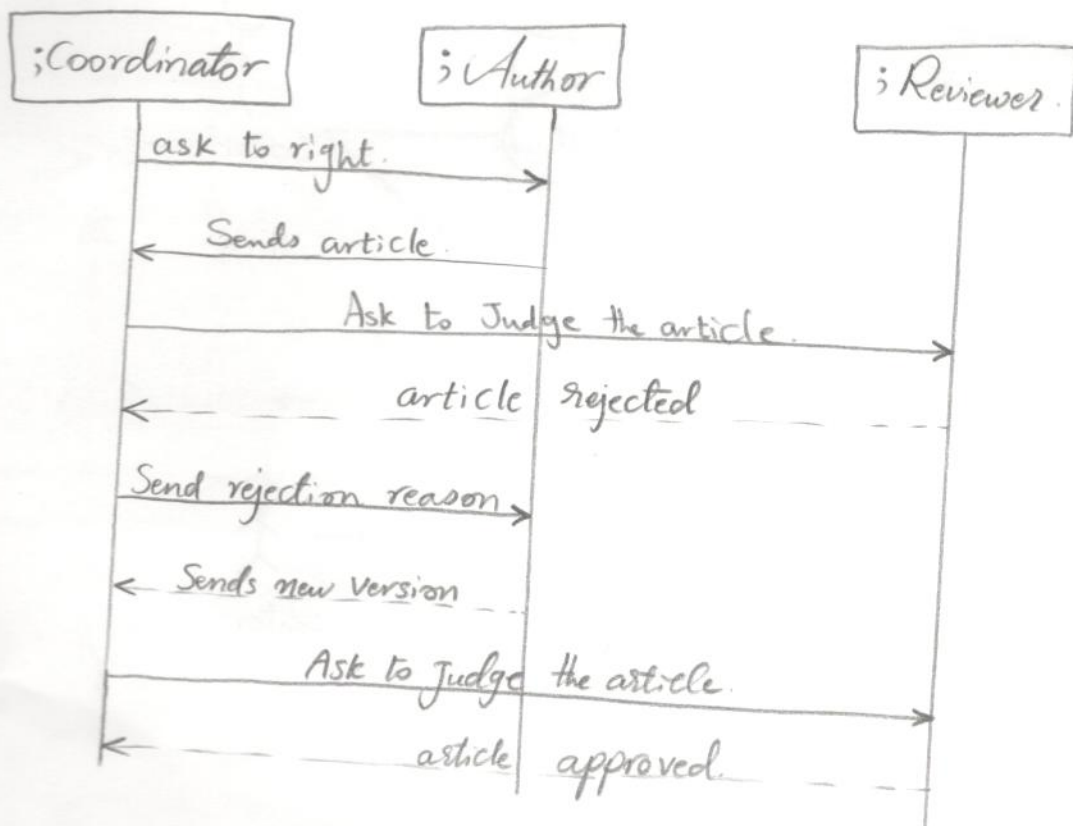 ;Coordinator
;Author
;Reviewer.
ask to right.
Sends article.
Ask to Judge the article.
article rejected
Send rejection reason
Sends new version
Ask to Judge the article.
article approved.